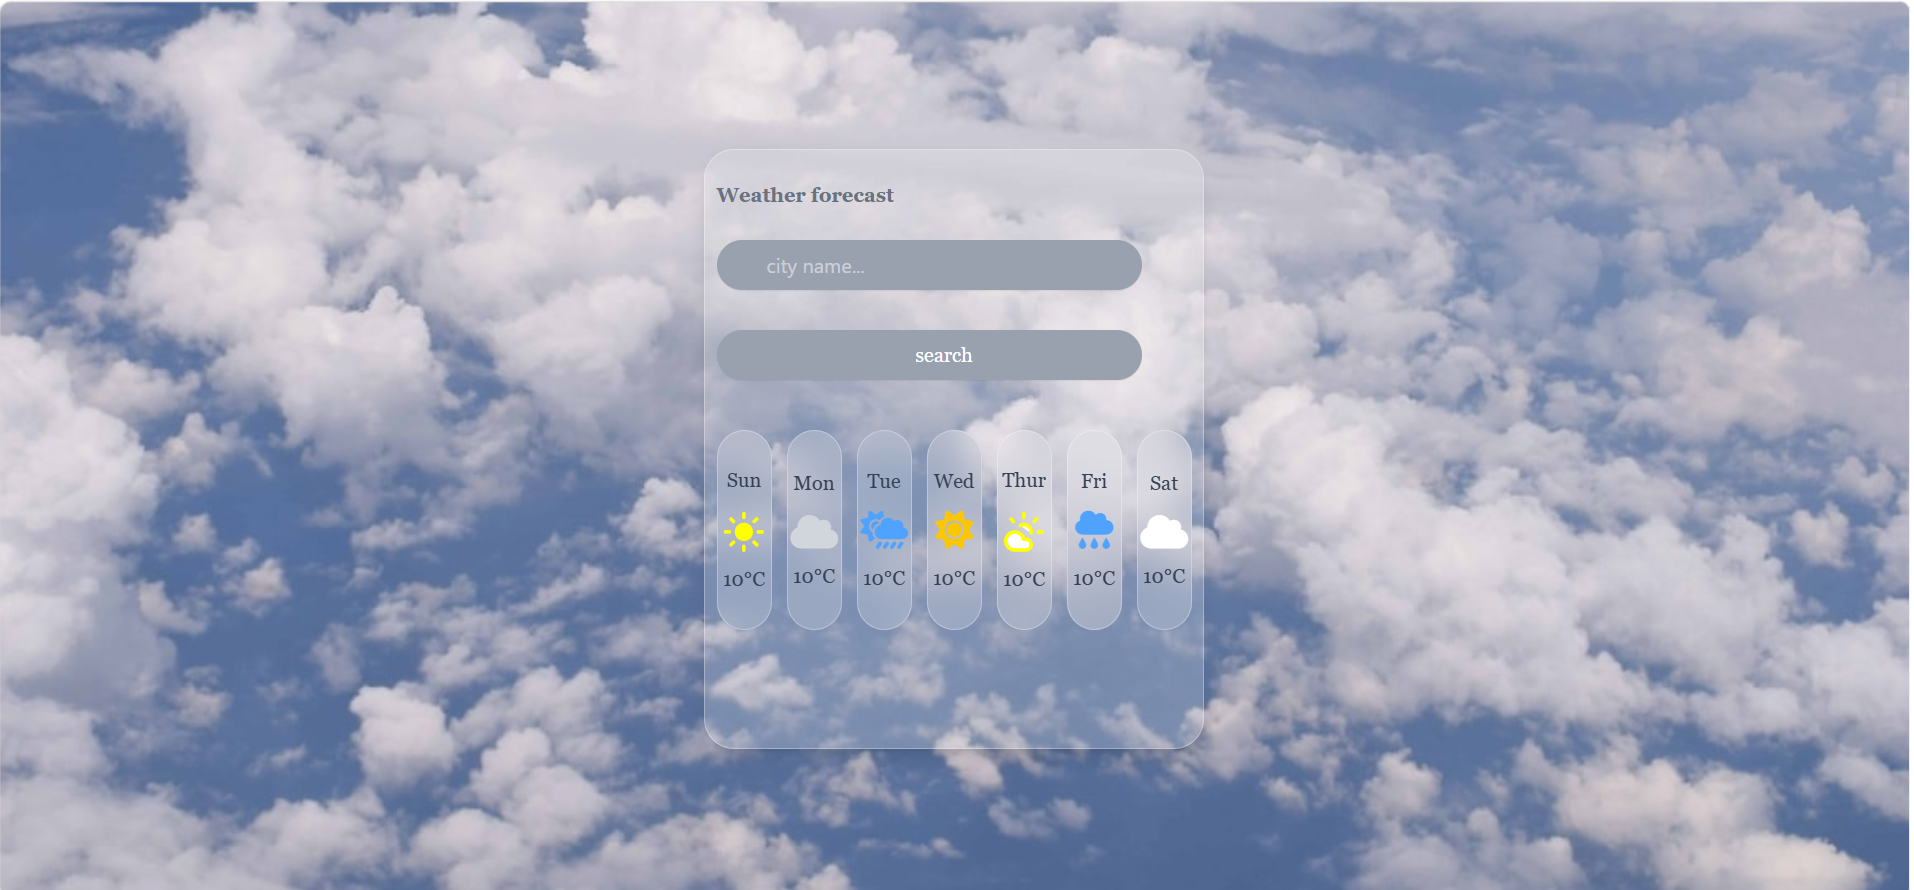 Weather forecast
city name...
search
Sun Mon Tue Wed Thur Fri Sat
10°C 10°C 10°C 10°C 10°C 10°C 10°C